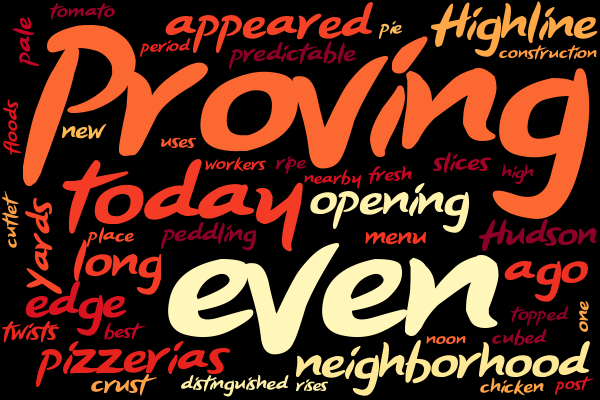 tomato
appeared
pie
Highline
pale
period
predictable
construction
Proving
floods
new
uses
workers
ripe
nearby
fresh
slices
high
today
opening
cutlet
yards
place
peddling
menu
Hudson
long
even
ago
edge
topped
one
twists
best
noon
cubed
pizzerias
neighborhood
crust
distinguished
rises
chicken
post